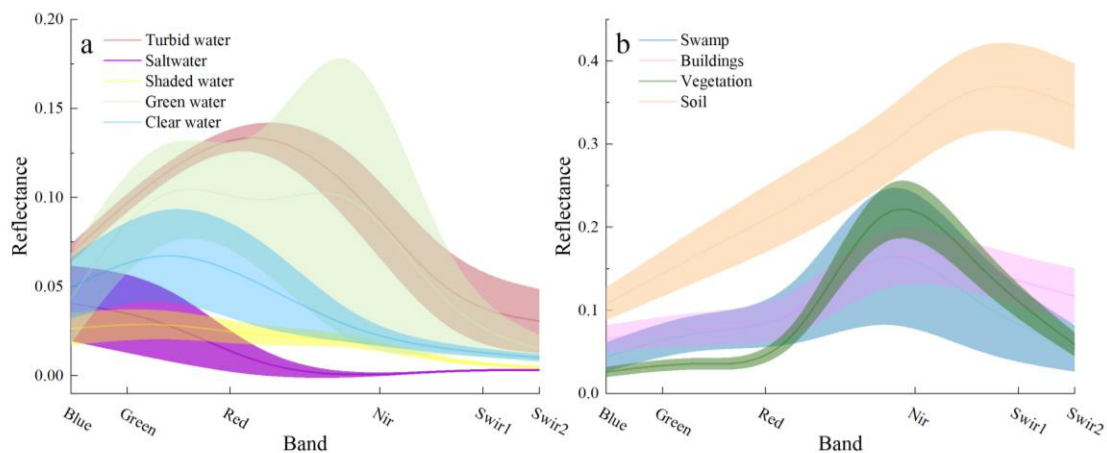 a
Turbid water
Saltwater
Shaded water
Green water
Clear water
0.20
0.15
0.10
0.05
0.00
Reflectance
Blue
Green
Red
Nir
Swir1
Swir2
Band
b
Swamp
Buildings
Vegetation
Soil
0.4
0.3
0.2
0.1
0.0
Reflectance
Blue
Green
Red
Nir
Swir1
Swir2
Band